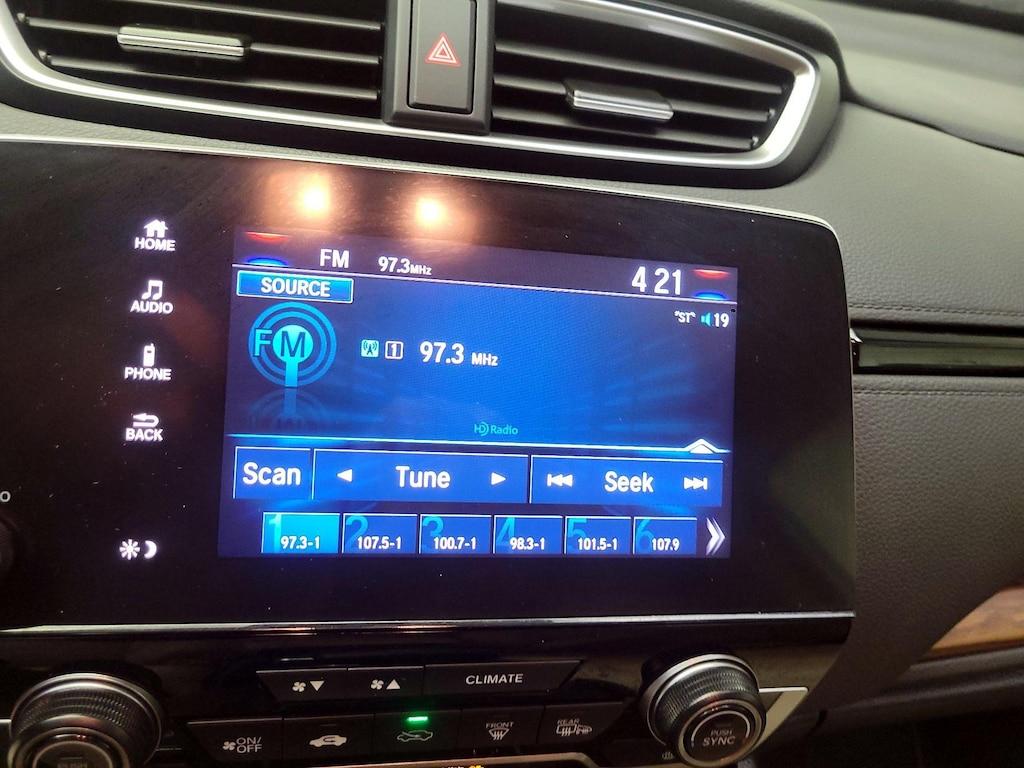 HOME
AUDIO
PHONE
BACK
FM 97.3MHz 4 21
SOURCE
"ST" 19
FM
1 97.3 MHz
HD Radio
Scan Tune Seek
1 97.3-1
2 107.5-1
3 100.7-1
4 98.3-1
5 101.5-1
6 107.9
CLIMATE
ON/
OFF
FRONT
REAR
PUSH
SYNC
PUSH